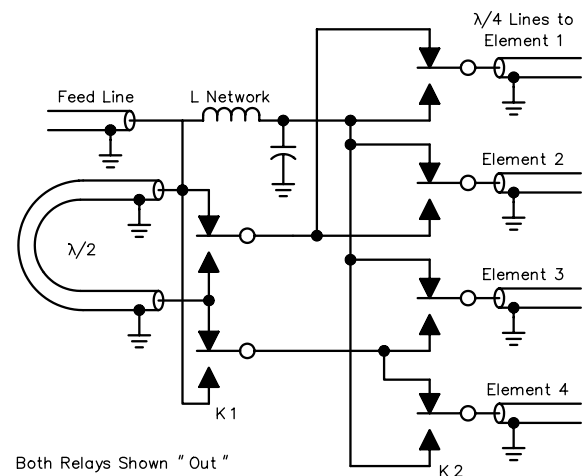 λ/4 Lines to
Element 1
Feed Line
L Network
Element 2
λ/2
Element 3
Element 4
K1
Both Relays Shown "Out"
K2